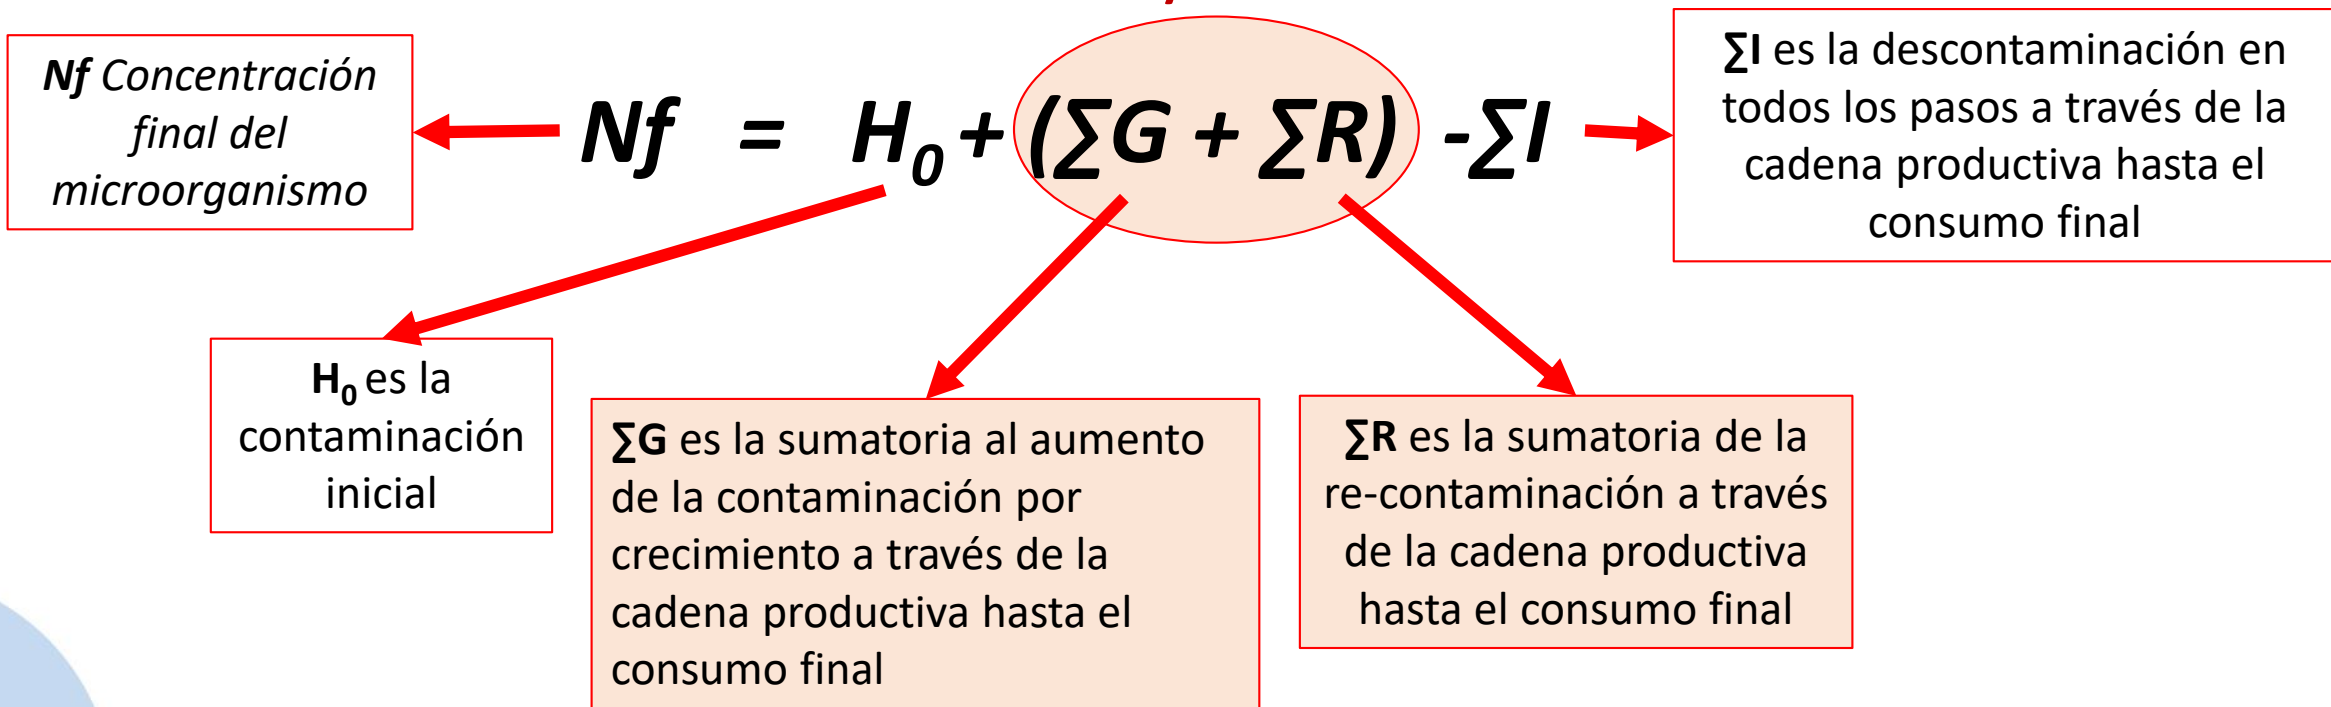 Nf Concentración
final del
microorganismo
Nf = H₀ + (∑G + ∑R) -∑I
∑I es la descontaminación en
todos los pasos a través de la
cadena productiva hasta el
consumo final
H₀ es la
contaminación
inicial
∑G es la sumatoria al aumento
de la contaminación por
crecimiento a través de la
cadena productiva hasta el
consumo final
∑R es la sumatoria de la
re-contaminación a través
de la cadena productiva
hasta el consumo final